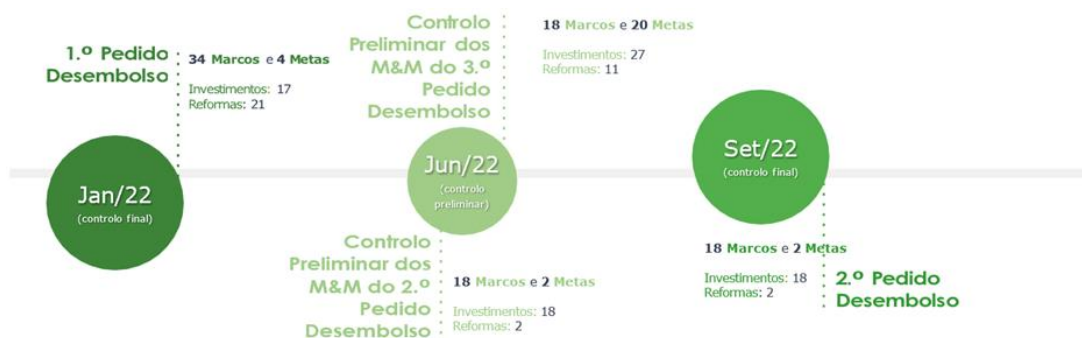 1.º Pedido
Desembolso
34 Marcos e 4 Metas
Investimentos: 17
Reformas: 21
Jan/22
(controlo final)
Controlo
Preliminar dos
M&M do 3.º
Pedido
Desembolso
18 Marcos e 20 Metas
Investimentos: 27
Reformas: 11
Jun/22
(controlo
preliminar)
Controlo
Preliminar dos
M&M do 2.º
Pedido
Desembolso
18 Marcos e 2 Metas
Investimentos: 18
Reformas: 2
Set/22
(controlo final)
18 Marcos e 2 Metas
Investimentos: 18
Reformas: 2
2.º Pedido
Desembolso